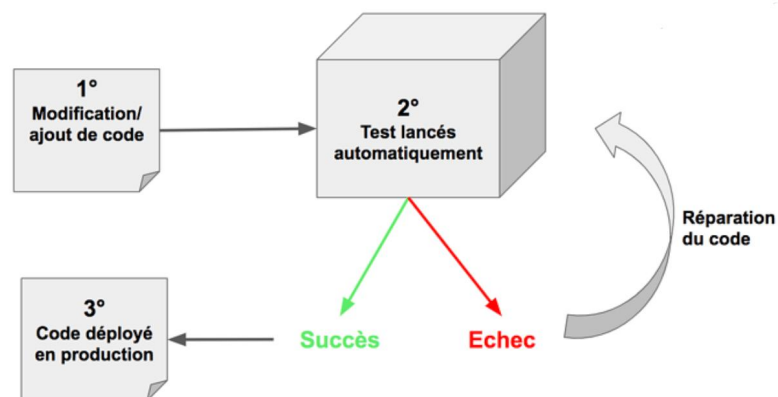 1°
Modification/
ajout de code
2°
Test lancés
automatiquement
Réparation
du code
Succès
Echec
3°
Code déployé
en production